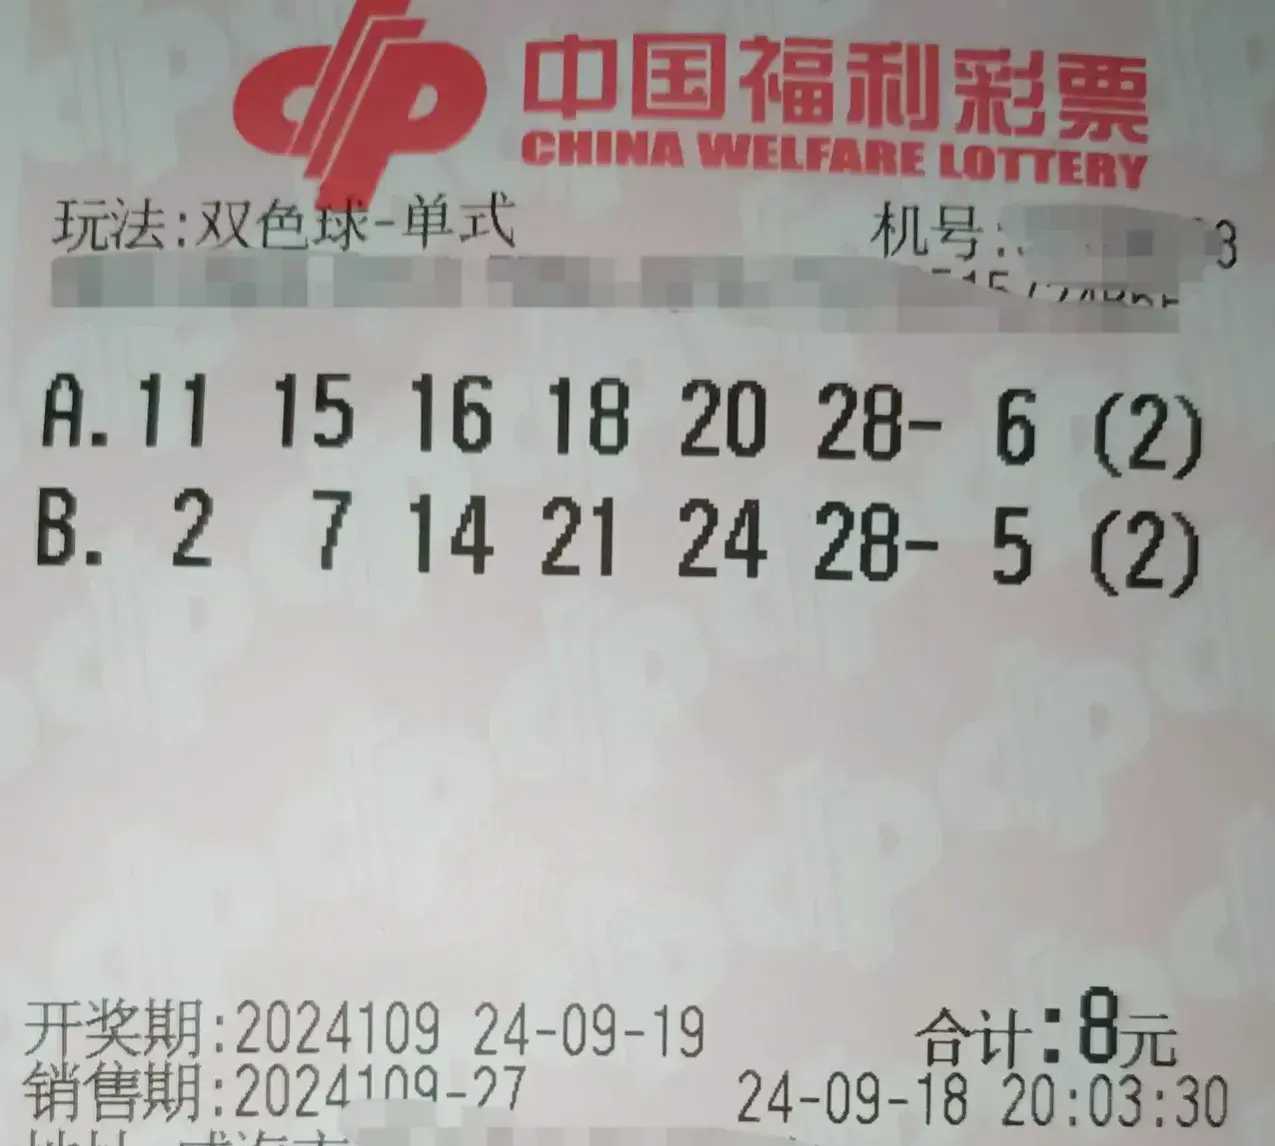 中国福利彩票
CHINA WELFARE LOTTERY
玩法:双色球-单式 机号: 3
A.11 15 16 18 20 28- 6 (2)
B. 2 7 14 21 24 28- 5 (2)
开奖期:2024109 24-09-19 合计:8元
销售期:2024109-27 24-09-18 20:03:30